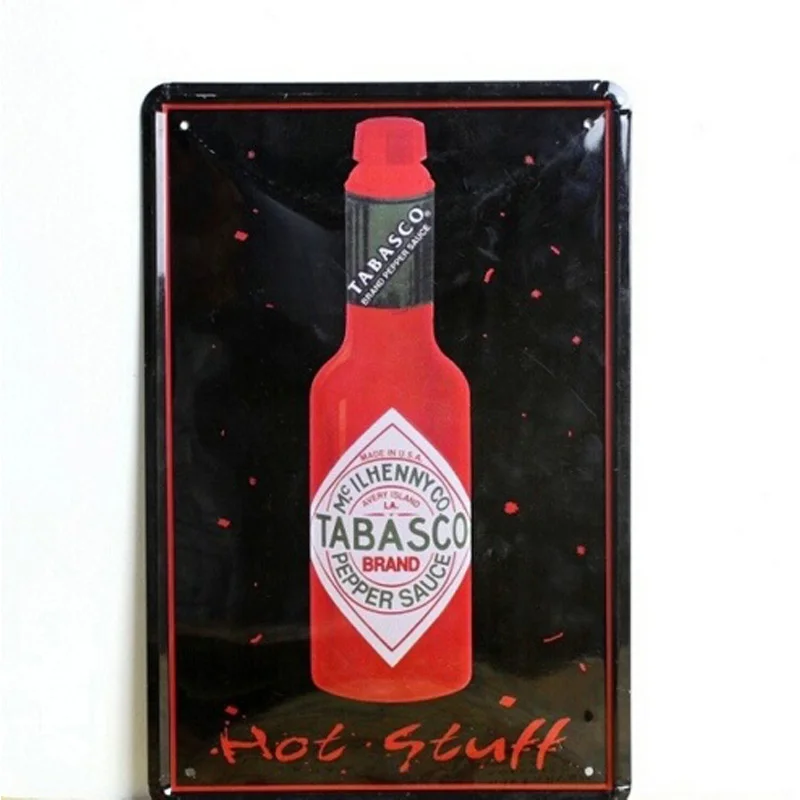 TABASCO®
BRAND PEPPER SAUCE
MADE IN U.S.A.
McILHENNY CO.
AVERY ISLAND
LA.
TABASCO
BRAND
PEPPER SAUCE
Hot Stuff